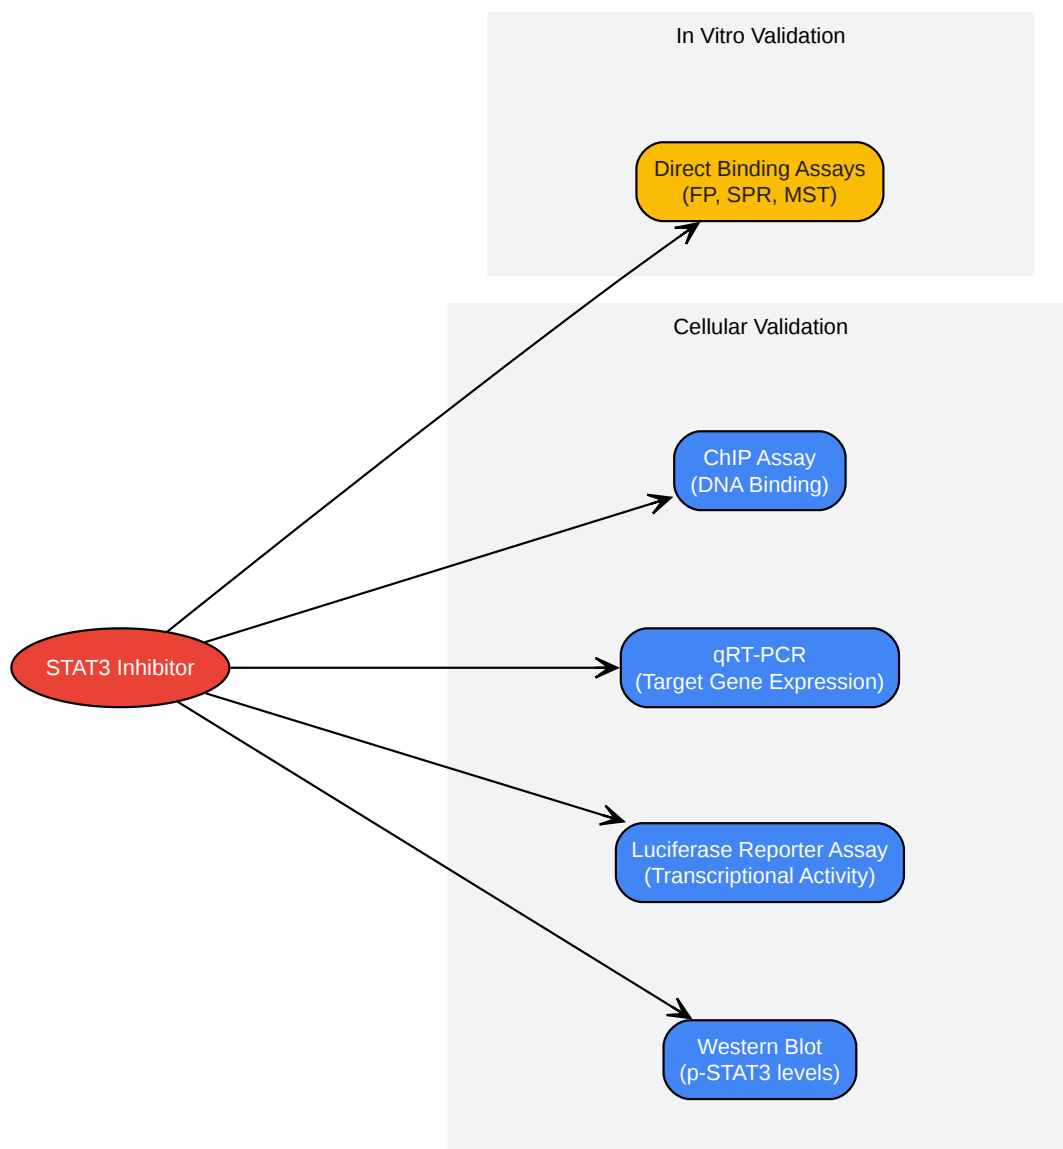 In Vitro Validation
Direct Binding Assays
(FP, SPR, MST)
Cellular Validation
ChIP Assay
(DNA Binding)
STAT3 Inhibitor
qRT-PCR
(Target Gene Expression)
Luciferase Reporter Assay
(Transcriptional Activity)
Western Blot
(p-STAT3 levels)